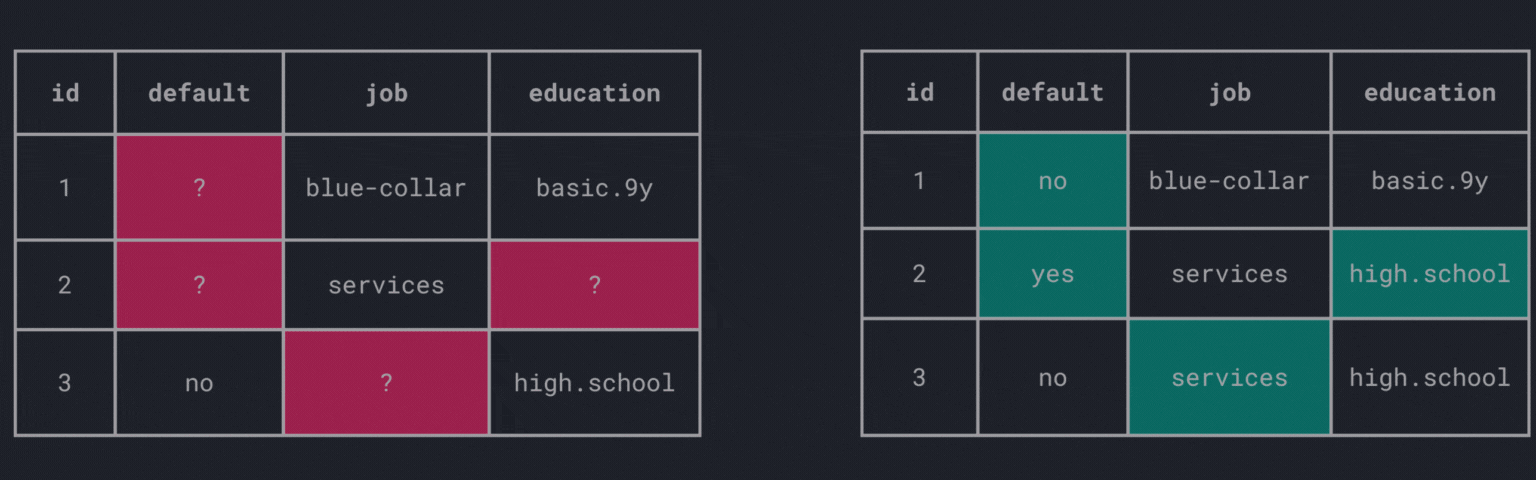 id default job education
1 ? blue-collar basic.9y
2 ? services ?
3 no ? high.school
id default job education
1 no blue-collar basic.9y
2 yes services high.school
3 no services high.school